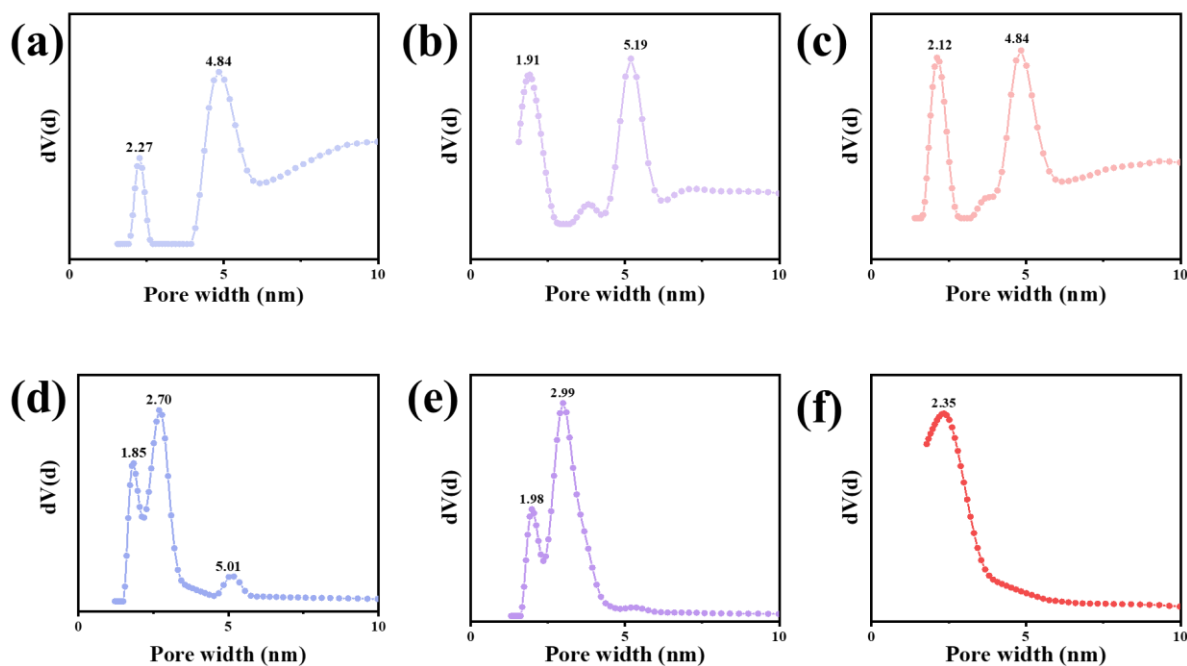 (a)
4.84
2.27
dV(d)
0
5
10
Pore width (nm)
(b)
1.91
5.19
dV(d)
0
5
10
Pore width (nm)
(c)
2.12
4.84
dV(d)
0
5
10
Pore width (nm)
(d)
2.70
1.85
5.01
dV(d)
0
5
10
Pore width (nm)
(e)
2.99
1.98
dV(d)
0
5
10
Pore width (nm)
(f)
2.35
dV(d)
0
5
10
Pore width (nm)